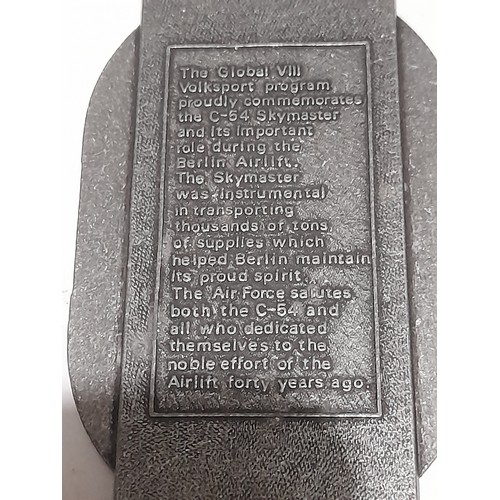 The Global VIII
Volksport program
proudly commemorates
the C-54 Skymaster
and its important
role during the
Berlin Airlift.
The Skymaster
was instrumental
in transporting
thousands of tons
of supplies which
helped Berlin maintain
its proud spirit.
The Air Force salutes
both the C-54 and
all who dedicated
themselves to the
noble effort of the
Airlift forty years ago.